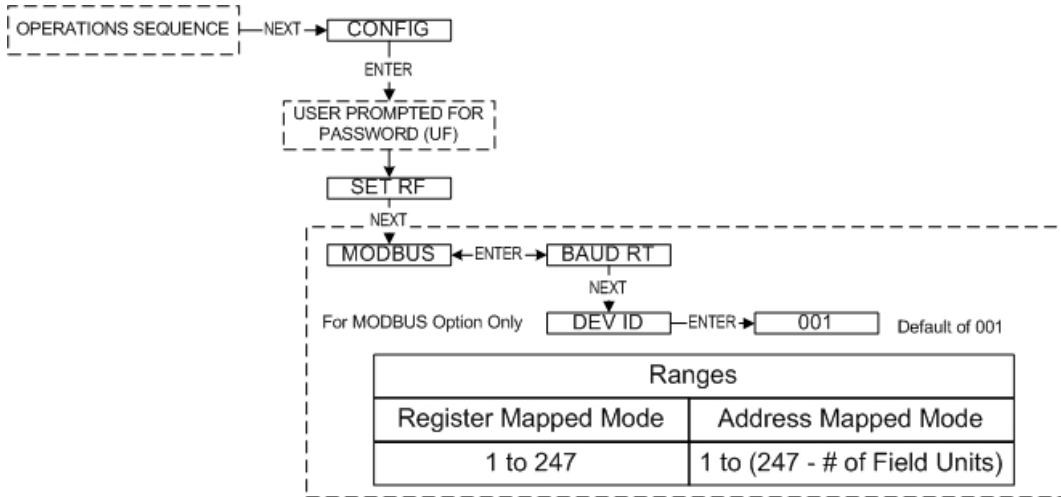 OPERATIONS SEQUENCE
NEXT
CONFIG
ENTER
USER PROMPTED FOR
PASSWORD (UF)
SET RF
NEXT
MODBUS
ENTER
BAUD RT
NEXT
For MODBUS Option Only
DEV ID
ENTER
001
Default of 001
Ranges
Register Mapped Mode
Address Mapped Mode
1 to 247
1 to (247 - # of Field Units)